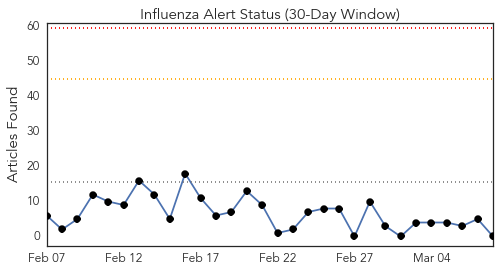 Influenza Alert Status (30-Day Window)
60
50
40
30
20
10
0
Articles Found
Feb 07 Feb 12 Feb 17 Feb 22 Feb 27 Mar 04